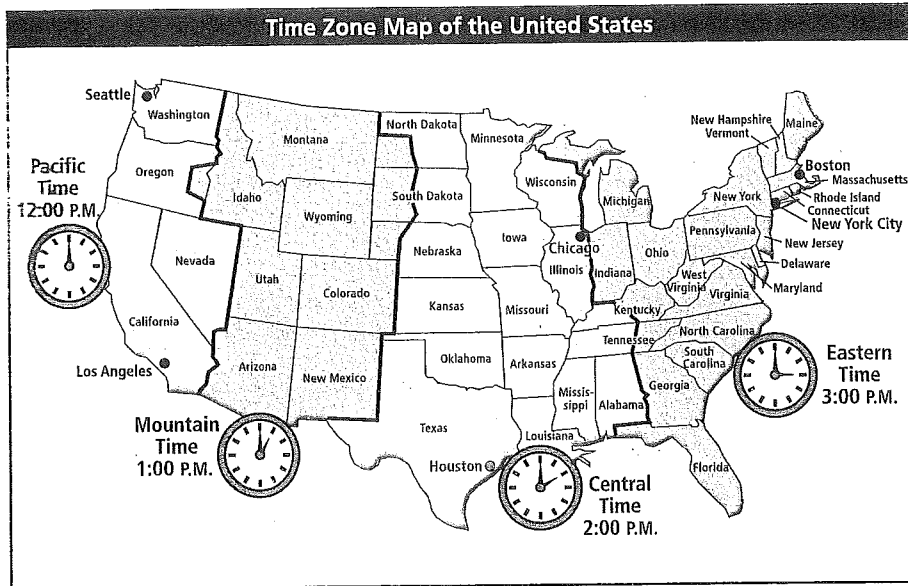 Time Zone Map of the United States
Seattle
Washington
Montana
North Dakota
Minnesota
New Hampshire
Vermont
Maine
Pacific
Time
12:00 P.M.
Oregon
Idaho
South Dakota
Wisconsin
Michigan
New York
Boston
Massachusetts
Rhode Island
Connecticut
New York City
Wyoming
Nebraska
Iowa
Chicago
Pennsylvania
New Jersey
Delaware
Maryland
Nevada
Utah
Colorado
Illinois
Indiana
Ohio
West
Virginia
Virginia
California
Kansas
Missouri
Kentucky
Los Angeles
Arizona
New Mexico
Oklahoma
Arkansas
Tennessee
North Carolina
South
Carolina
Eastern
Time
3:00 P.M.
Mountain
Time
1:00 P.M.
Texas
Louisiana
Missis-
sippi
Alabama
Georgia
Houston
Florida
Central
Time
2:00 P.M.